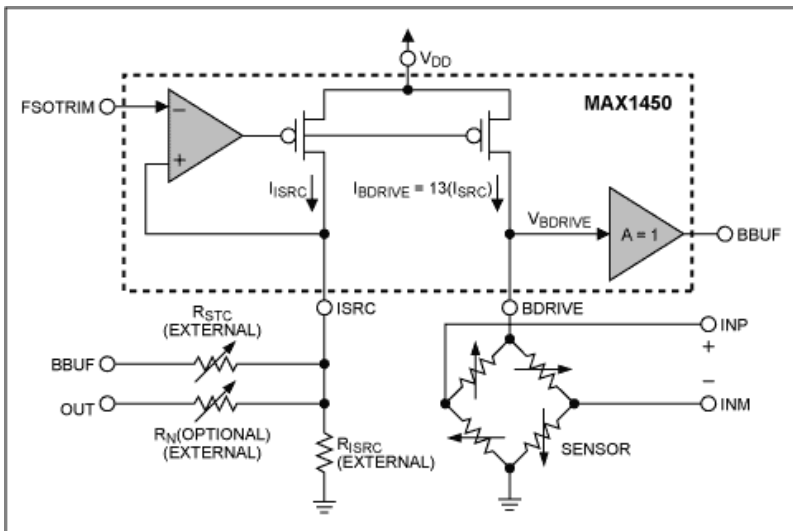 VDD
FSOTRIM
MAX1450
−
+
IISRC
IBDRIVE = 13(ISRC)
VBDRIVE
A = 1
BBUF
RSTC
(EXTERNAL)
ISRC
BDRIVE
INP
+
−
INM
BBUF
OUT
RN(OPTIONAL)
(EXTERNAL)
RISRC
(EXTERNAL)
SENSOR